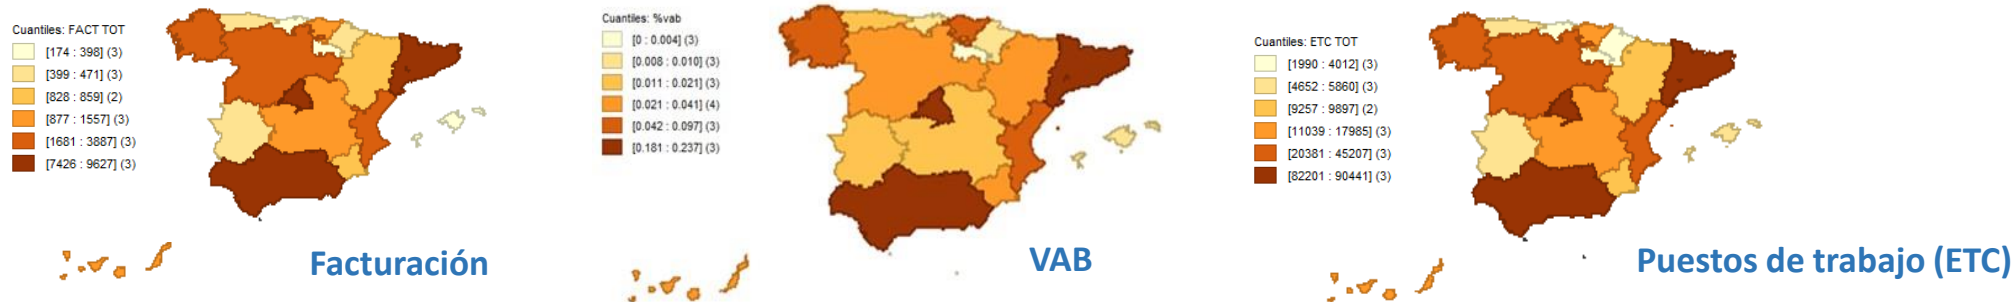 Cuantiles: FACT TOT
[174 : 398] (3)
[399 : 471] (3)
[828 : 859] (2)
[877 : 1557] (3)
[1681 : 3887] (3)
[7426 : 9627] (3)
Facturación
Cuantiles: %vab
[0 : 0.004] (3)
[0.008 : 0.010] (3)
[0.011 : 0.021] (3)
[0.021 : 0.041] (4)
[0.042 : 0.097] (3)
[0.181 : 0.237] (3)
VAB
Cuantiles: ETC TOT
[1990 : 4012] (3)
[4652 : 5860] (3)
[9257 : 9897] (2)
[11039 : 17985] (3)
[20381 : 45207] (3)
[82201 : 90441] (3)
Puestos de trabajo (ETC)